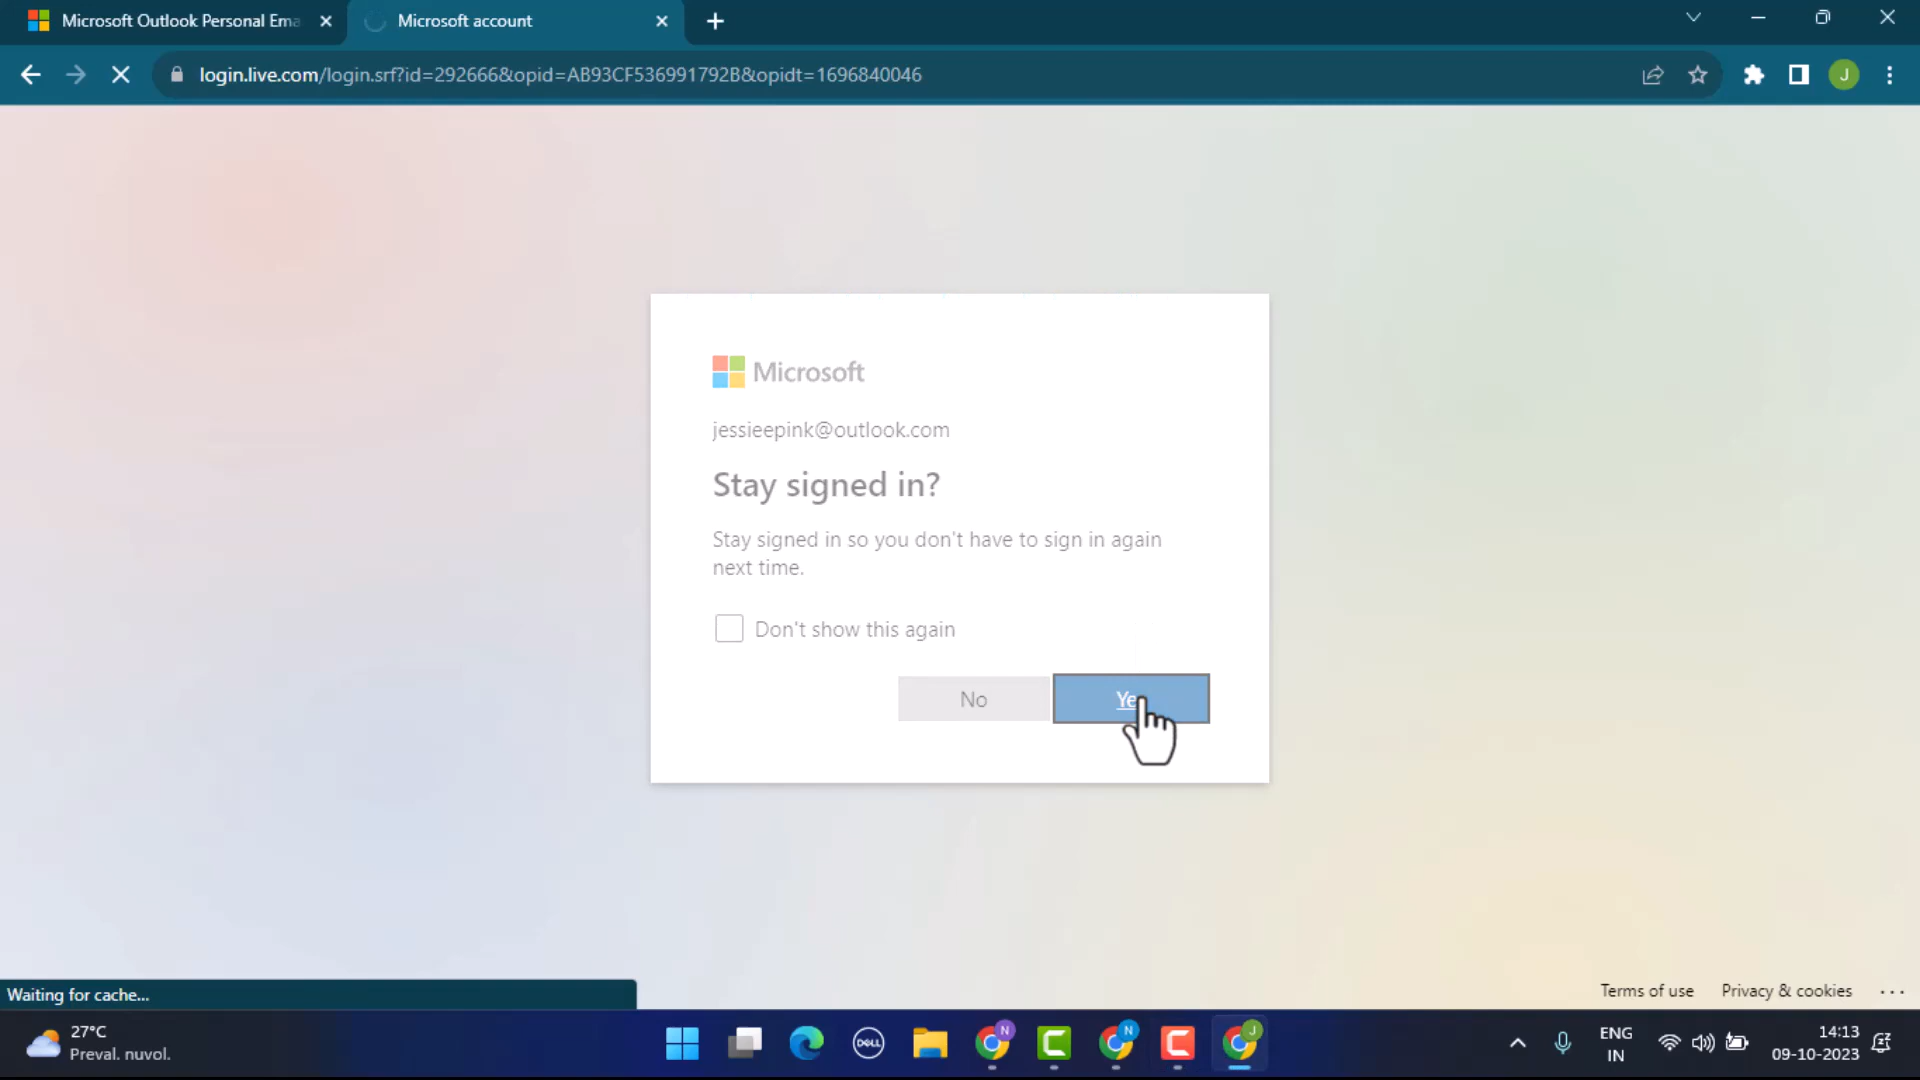 Microsoft Outlook Personal Ema
Microsoft account
login.live.com/login.srf?id=292666&opid=AB93CF536991792B&opidt=1696840046
J
Microsoft
jessieepink@outlook.com
Stay signed in?
Stay signed in so you don't have to sign in again
next time.
Don't show this again
No
Ye
Waiting for cache...
Terms of use
Privacy & cookies
27°C
Preval. nuvol.
DELL
N
N
J
ENG
IN
14:13
09-10-2023